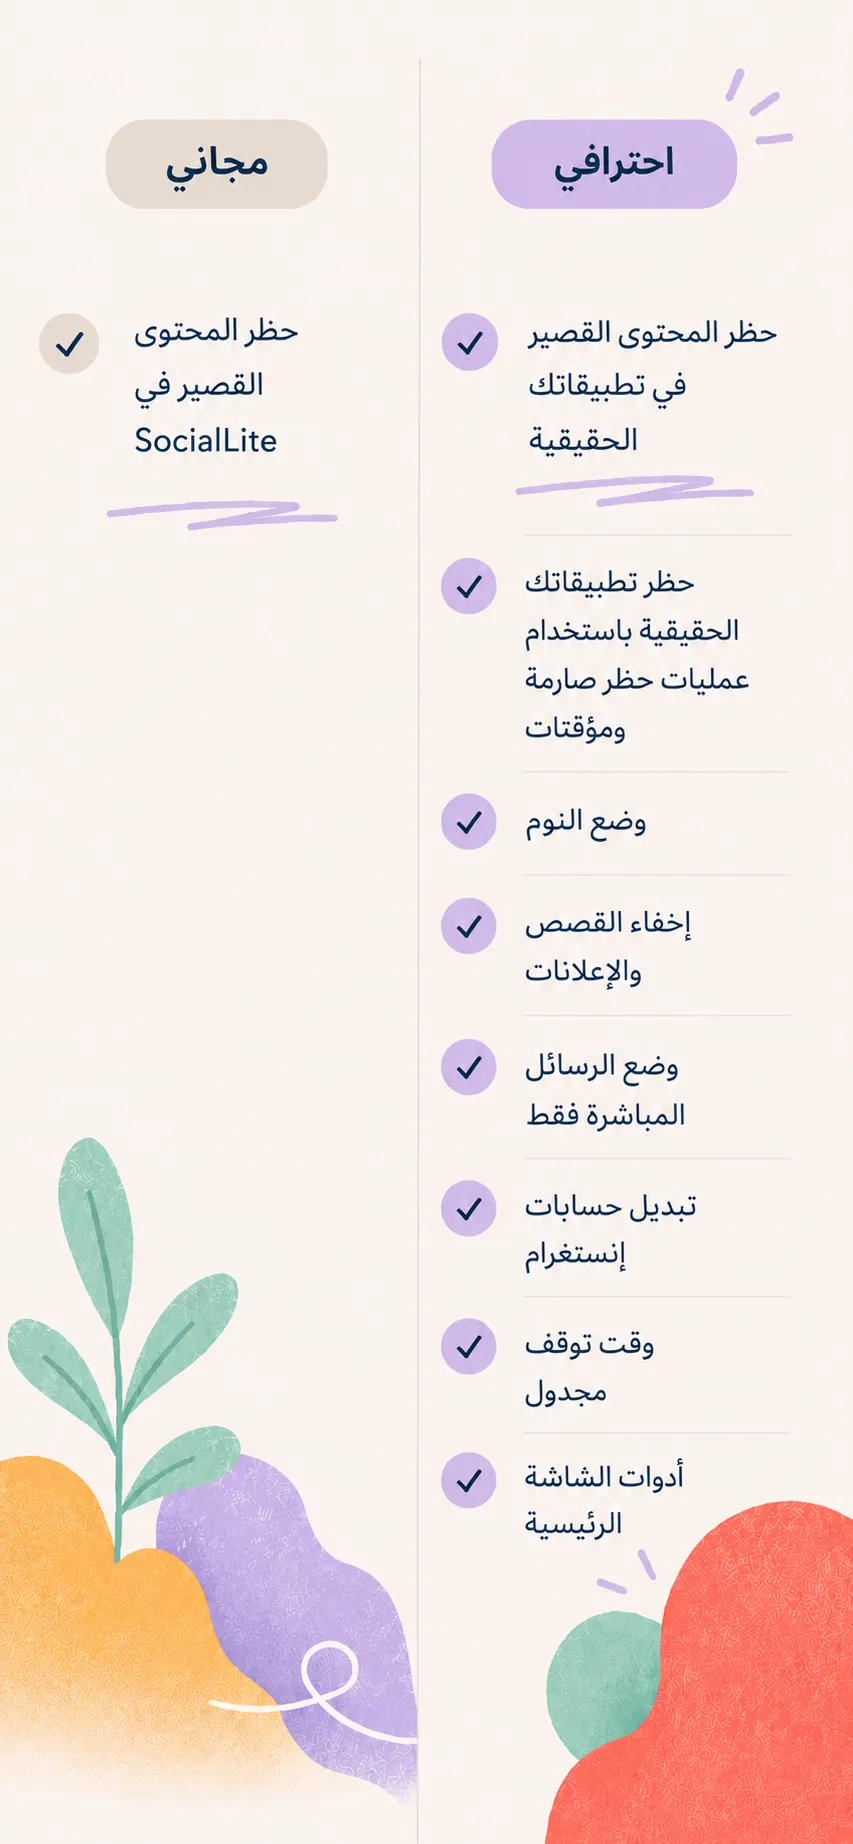 احترافي
حظر المحتوى القصير
في تطبيقاتك
الحقيقية
حظر تطبيقاتك
الحقيقية باستخدام
عمليات حظر صارمة
ومؤقتات
وضع النوم
إخفاء القصص
والإعلانات
وضع الرسائل
المباشرة فقط
تبديل حسابات
إنستغرام
وقت توقف
مجدول
أدوات الشاشة
الرئيسية
مجاني
حظر المحتوى
القصير في
SocialLite